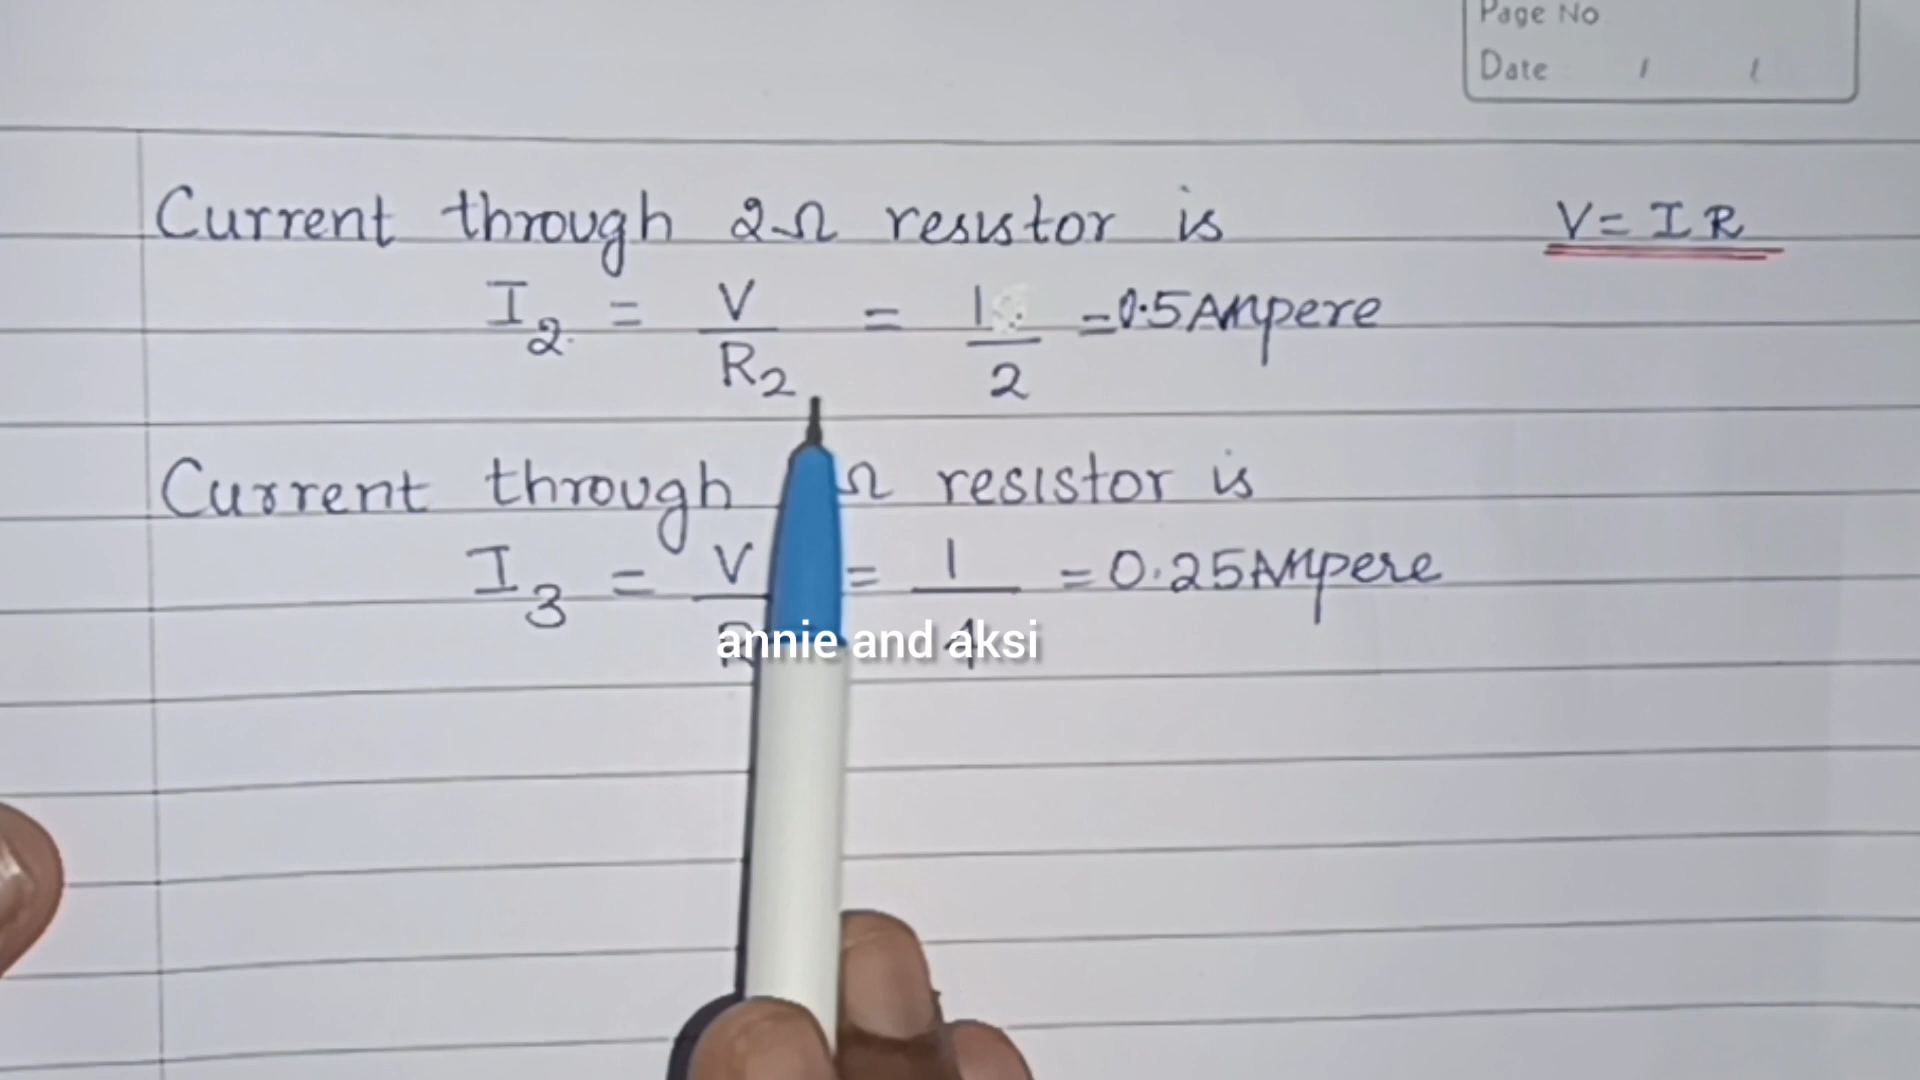 Page No
Date / /
Current through 2Ω resistor is V = I R
I2 = V/R2 = 1/2 = 0.5 Ampere
Current through Ω resistor is
I3 = V/R = 1/4 = 0.25 Ampere
annie and aksi